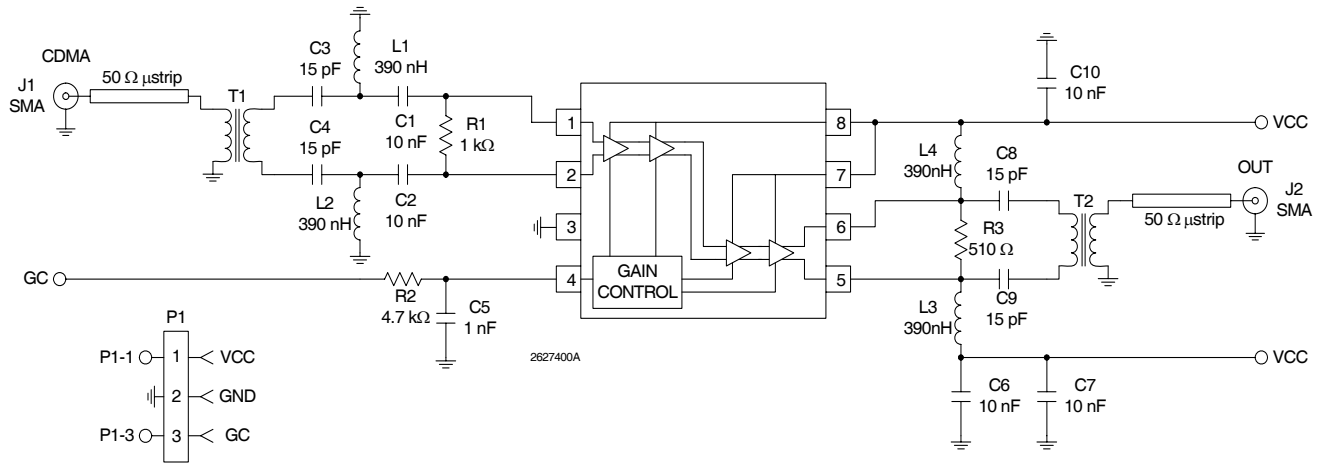 CDMA
J1
SMA
50 Ω µstrip
T1
C3
15 pF
L1
390 nH
C4
15 pF
C1
10 nF
R1
1 kΩ
L2
390 nH
C2
10 nF
1
2
3
4
GAIN
CONTROL
8
7
6
5
C10
10 nF
VCC
L4
390nH
C8
15 pF
R3
510 Ω
T2
OUT
J2
SMA
50 Ω µstrip
L3
390nH
C9
15 pF
VCC
C6
10 nF
C7
10 nF
GC
R2
4.7 kΩ
C5
1 nF
2627400A
P1
P1-1 1 VCC
2 GND
P1-3 3 GC